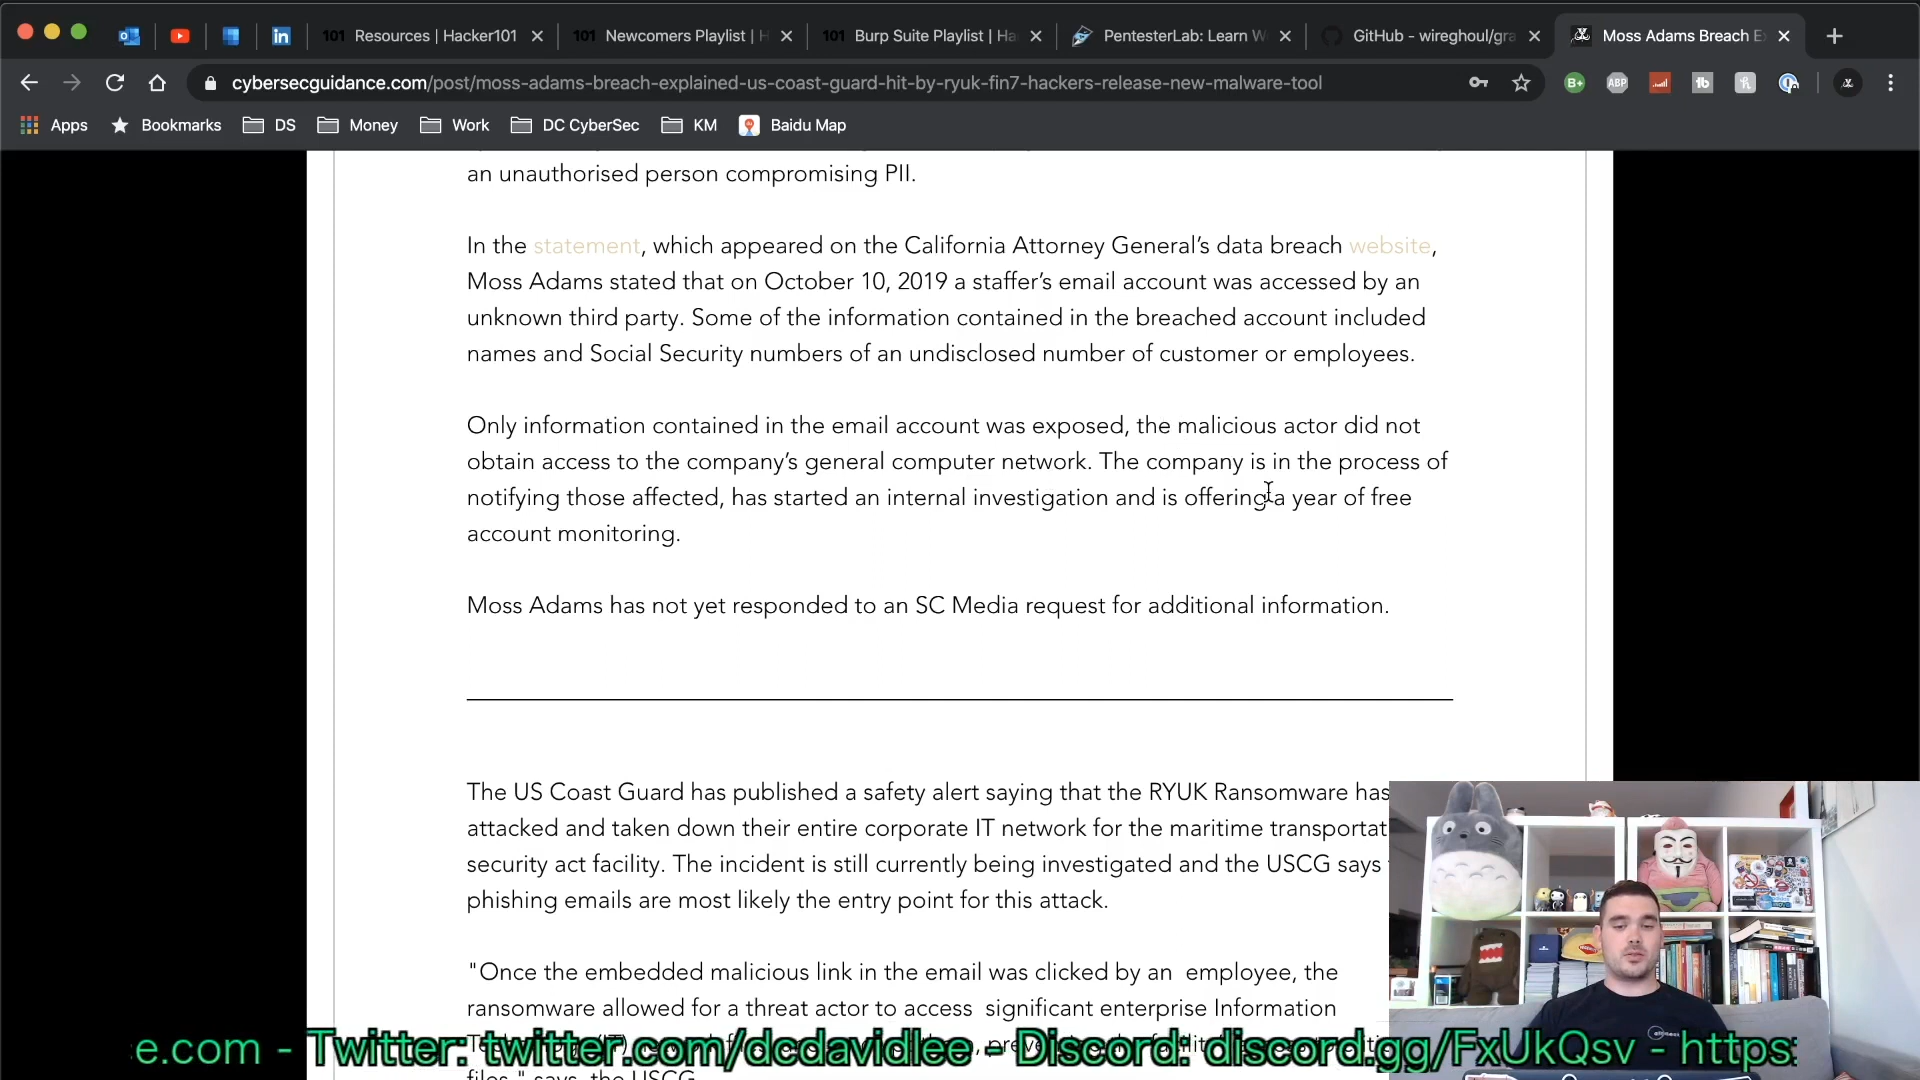 101 Resources | Hacker101
101 Newcomers Playlist | H
101 Burp Suite Playlist | Ha
PentesterLab: Learn W
GitHub - wireghoul/gra
Moss Adams Breach E
cybersecguidance.com/post/moss-adams-breach-explained-us-coast-guard-hit-by-ryuk-fin7-hackers-release-new-malware-tool
Apps Bookmarks DS Money Work DC CyberSec KM Baidu Map
an unauthorised person compromising PII.
In the statement, which appeared on the California Attorney General's data breach website,
Moss Adams stated that on October 10, 2019 a staffer's email account was accessed by an
unknown third party. Some of the information contained in the breached account included
names and Social Security numbers of an undisclosed number of customer or employees.
Only information contained in the email account was exposed, the malicious actor did not
obtain access to the company's general computer network. The company is in the process of
notifying those affected, has started an internal investigation and is offering a year of free
account monitoring.
Moss Adams has not yet responded to an SC Media request for additional information.
The US Coast Guard has published a safety alert saying that the RYUK Ransomware has
attacked and taken down their entire corporate IT network for the maritime transportat
security act facility. The incident is still currently being investigated and the USCG says
phishing emails are most likely the entry point for this attack.
"Once the embedded malicious link in the email was clicked by an employee, the
ransomware allowed for a threat actor to access significant enterprise Information
e.com - Twitter: twitter.com/dcdavidlee - Discord: discord.gg/FxUkQsv - https:
files," says the USCG